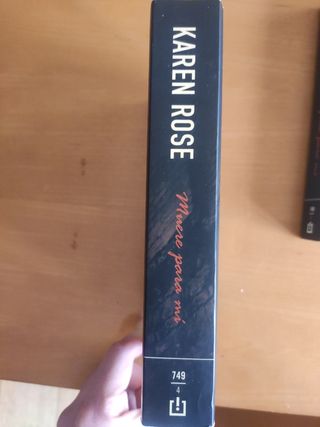 KAREN ROSE
Muere para mí
749
4